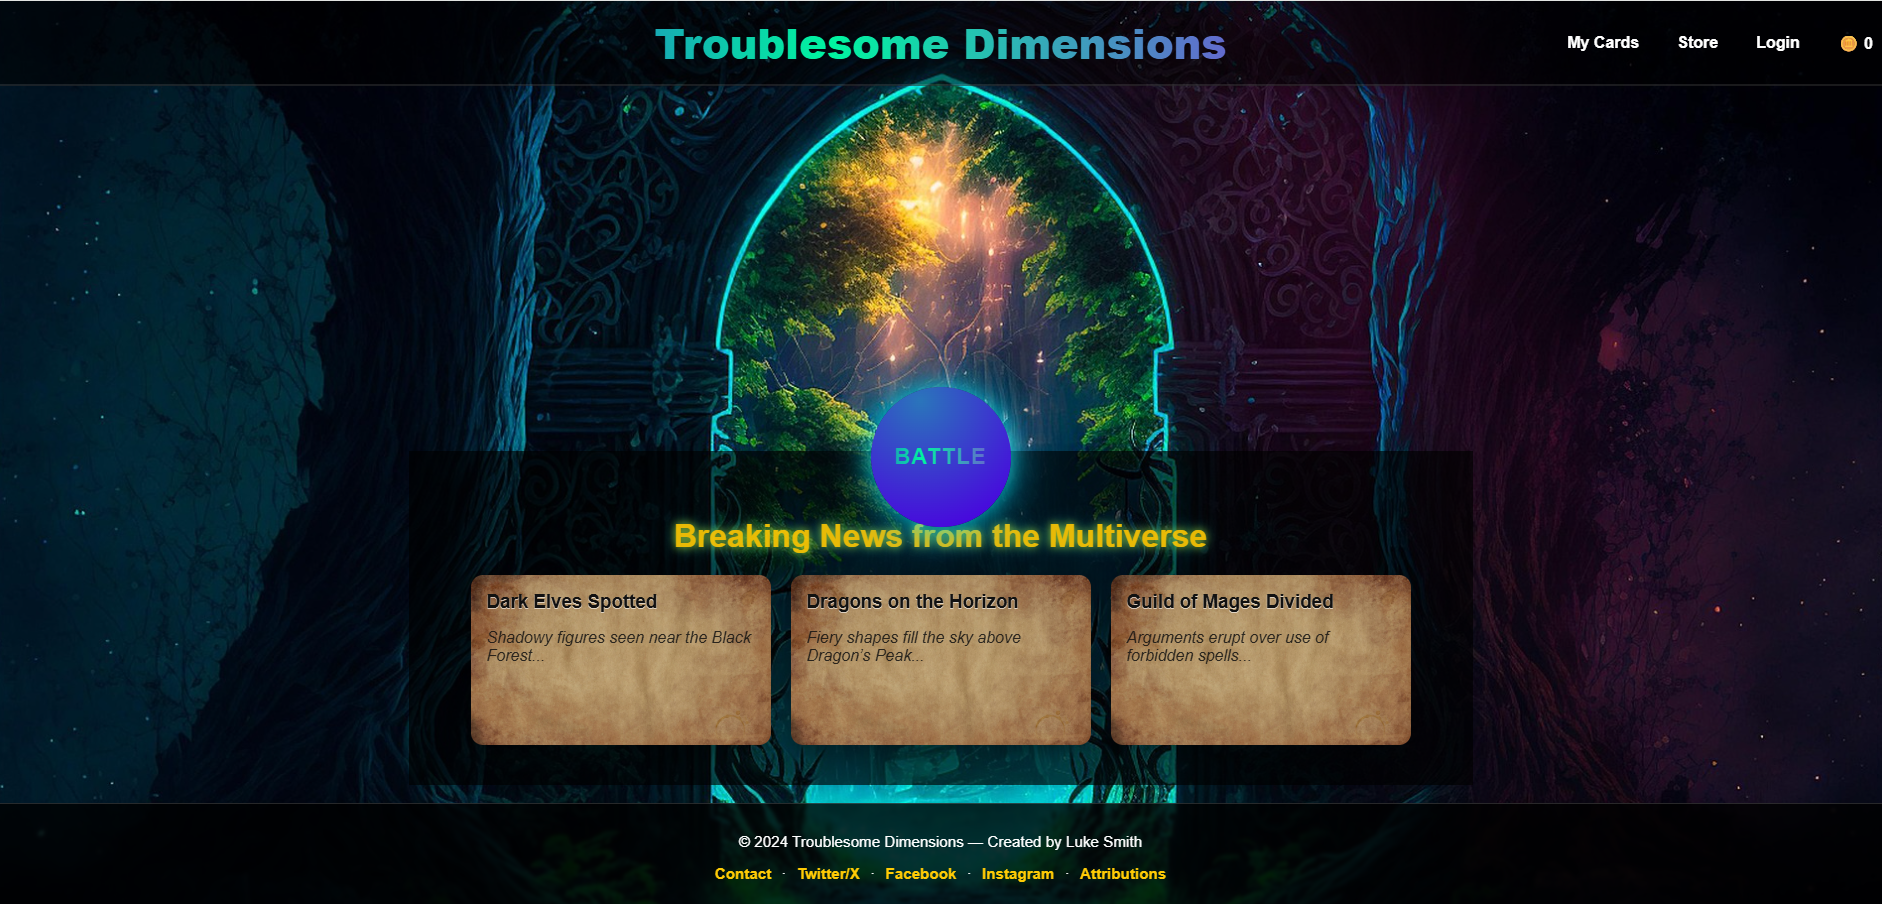 Troublesome Dimensions
My Cards Store Login 0
BATTLE
Breaking News from the Multiverse
Dark Elves Spotted
Shadowy figures seen near the Black
Forest...
Dragons on the Horizon
Fiery shapes fill the sky above
Dragon's Peak...
Guild of Mages Divided
Arguments erupt over use of
forbidden spells...
© 2024 Troublesome Dimensions — Created by Luke Smith
Contact · Twitter/X · Facebook · Instagram · Attributions